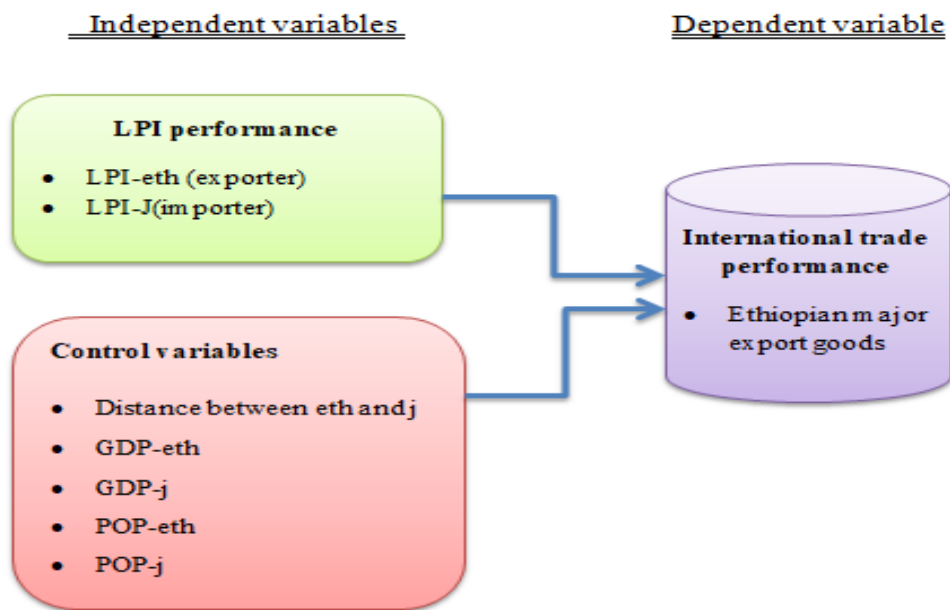 Independent variables
Dependent variable
LPI performance
• LPI-eth (exporter)
• LPI-J(importer)
International trade
performance
• Ethiopian major
export goods
Control variables
• Distance between eth and j
• GDP-eth
• GDP-j
• POP-eth
• POP-j